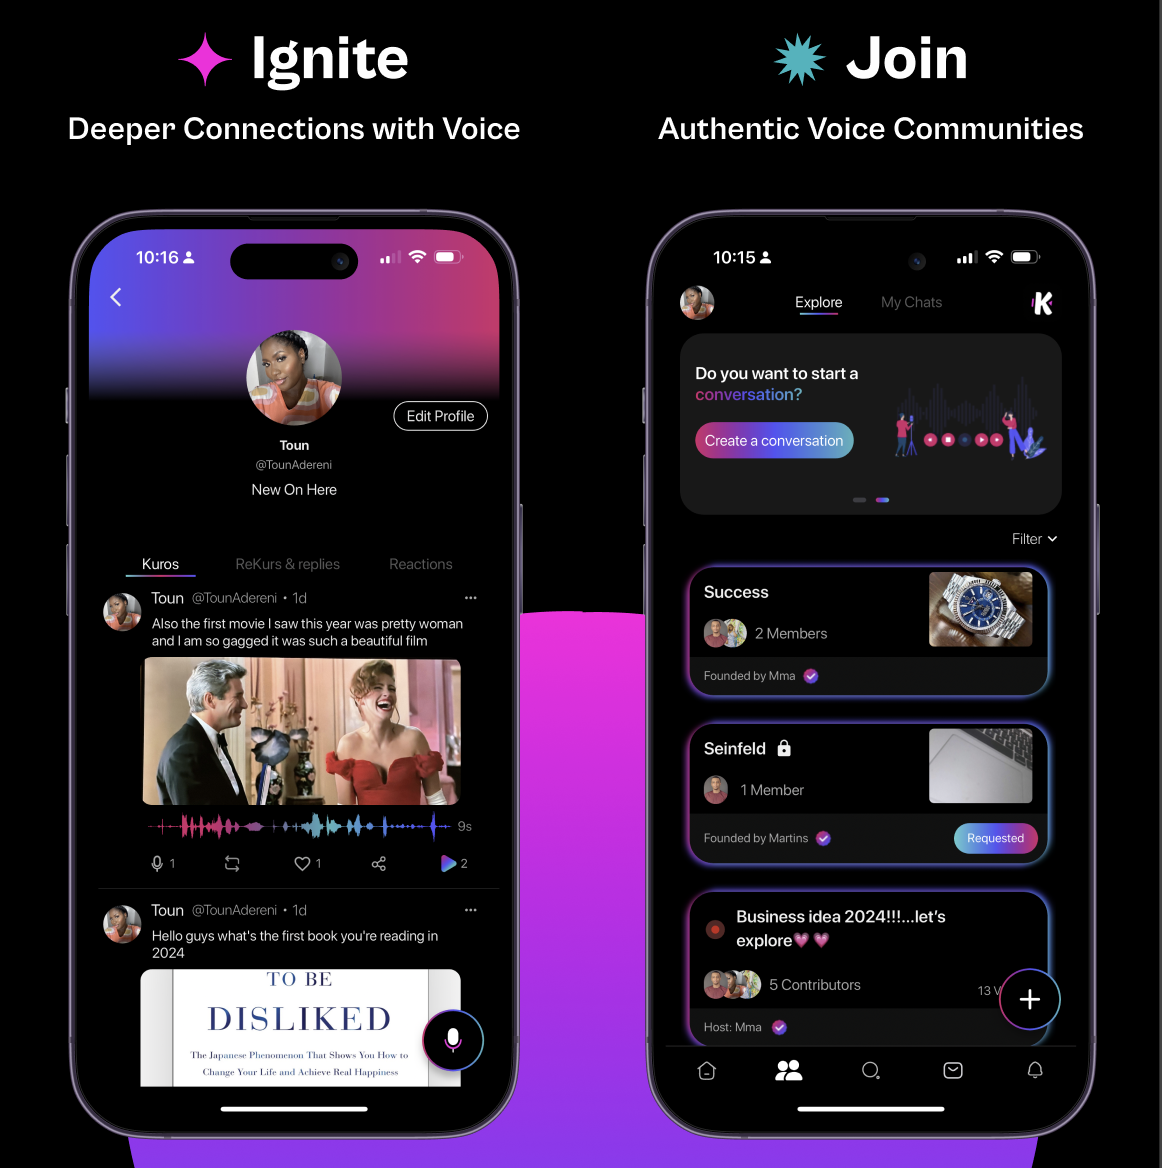 Ignite
Deeper Connections with Voice
10:16
Edit Profile
Toun
@TounAdereni
New On Here
Kuros
ReKurs & replies
Reactions
Toun @TounAdereni • 1d
Also the first movie I saw this year was pretty woman
and I am so gagged it was such a beautiful film
9s
1
1
2
Toun @TounAdereni • 1d
Hello guys what's the first book you're reading in
2024
TO BE
DISLIKED
The Japanese Phenomenon That Shows You How to
Change Your Life and Achieve Real Happiness
Join
Authentic Voice Communities
10:15
Explore
My Chats
K
Do you want to start a
conversation?
Create a conversation
Filter
Success
2 Members
Founded by Mma
Seinfeld
1 Member
Founded by Martins
Requested
Business idea 2024!!!...let's
explore💗💗
5 Contributors
13 V
Host: Mma